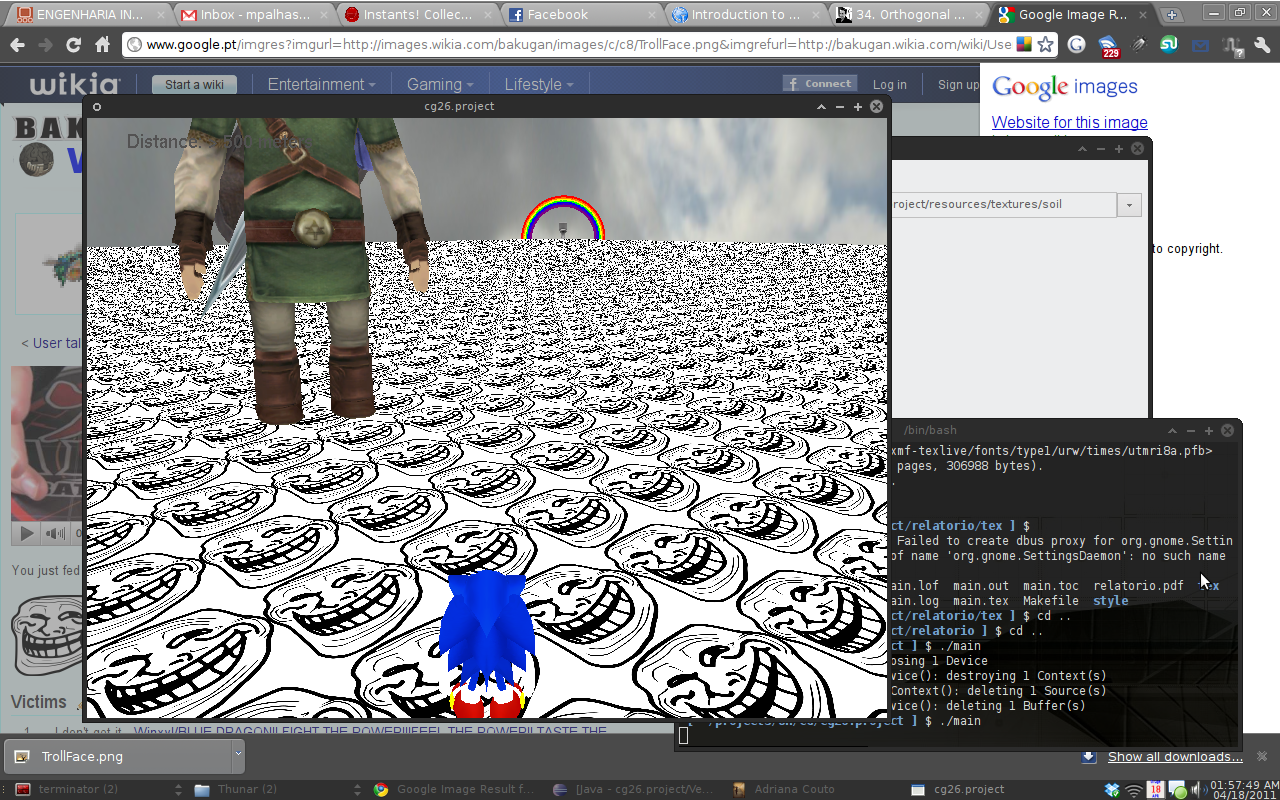 ENGENHARIA IN...
Inbox - mpalhas...
Instants! Collec...
Facebook
Introduction to ...
34. Orthogonal ...
Google Image R...
www.google.pt/imgres?imgurl=http://images.wikia.com/bakugan/images/c/c8/TrollFace.png&imgrefurl=http://bakugan.wikia.com/wiki/Use
229
wikia
Start a wiki
Entertainment
Gaming
Lifestyle
Connect
Log in
Sign up
Google images
Website for this image
cg26.project
BAK
Distance:
roject/resources/textures/soil
to copyright.
< User tal
/bin/bash
xmf-texlive/fonts/type1/urw/times/utmri8a.pfb>
pages, 306988 bytes).
.
ct/relatorio/tex ] $
Failed to create dbus proxy for org.gnome.Settin
of name 'org.gnome.SettingsDaemon': no such name
You just fed
ain.lof main.out main.toc relatorio.pdf
ain.log main.tex Makefile style
ct/relatorio/tex ] $ cd ..
ct/relatorio ] $ cd ..
ct ] $ ./main
osing 1 Device
vice(): destroying 1 Context(s)
Context(): deleting 1 Source(s)
vice(): deleting 1 Buffer(s)
ct ] $ ./main
Victims
TrollFace.png
Show all downloads...
terminator (2)
Thunar (2)
Google Image Result f...
[Java - cg26.project/Ve...
Adriana Couto
cg26.project
18
01:57:49 AM
04/18/2011